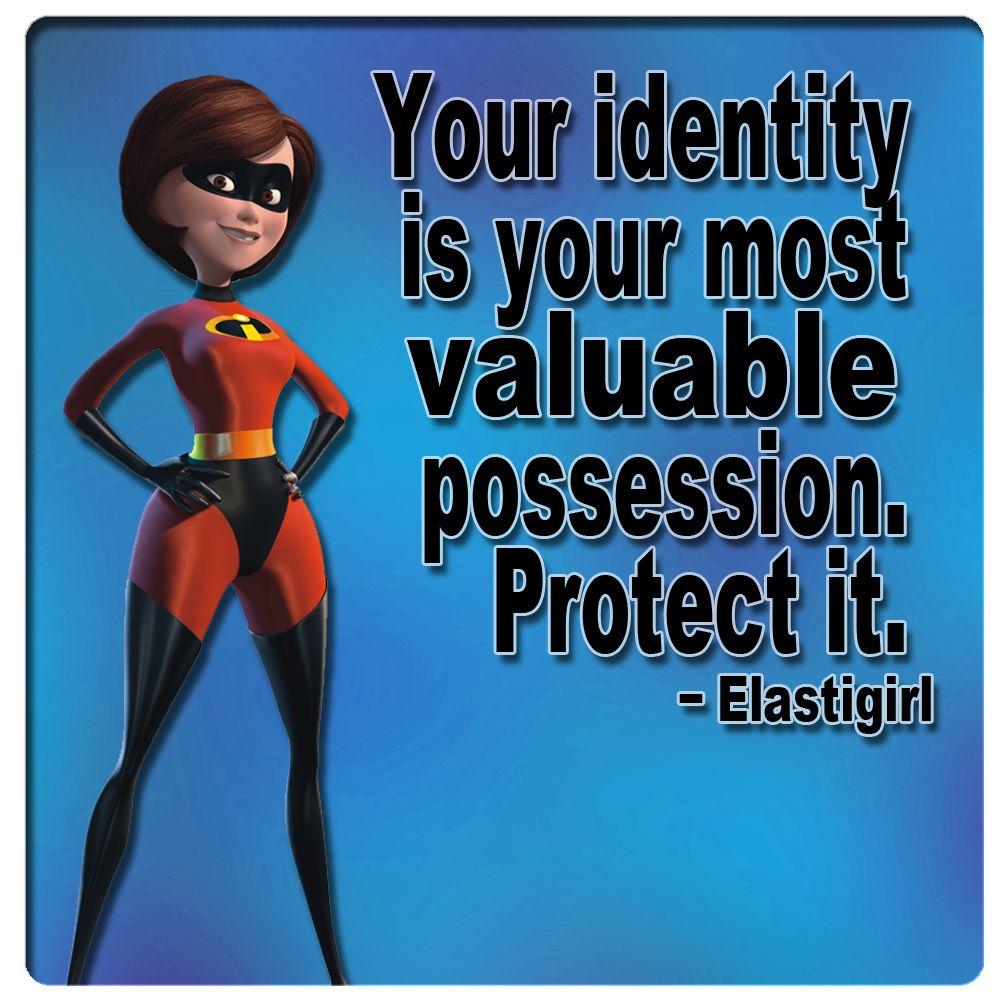 Your identity
is your most
valuable
possession.
Protect it.
- Elastigirl